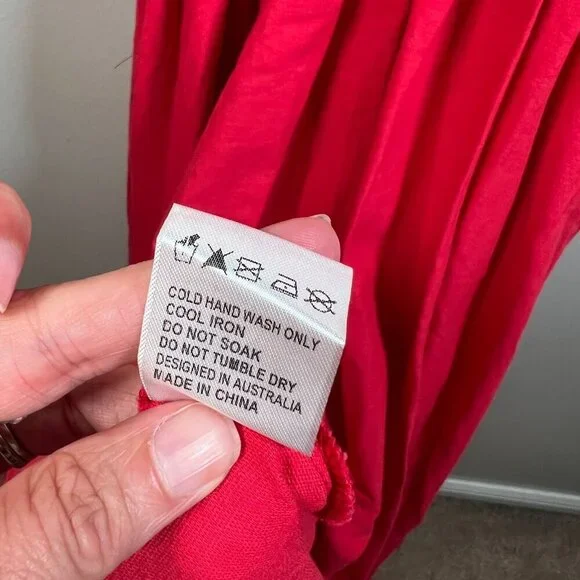 COLD HAND WASH ONLY
COOL IRON
DO NOT SOAK
DO NOT TUMBLE DRY
DESIGNED IN AUSTRALIA
MADE IN CHINA